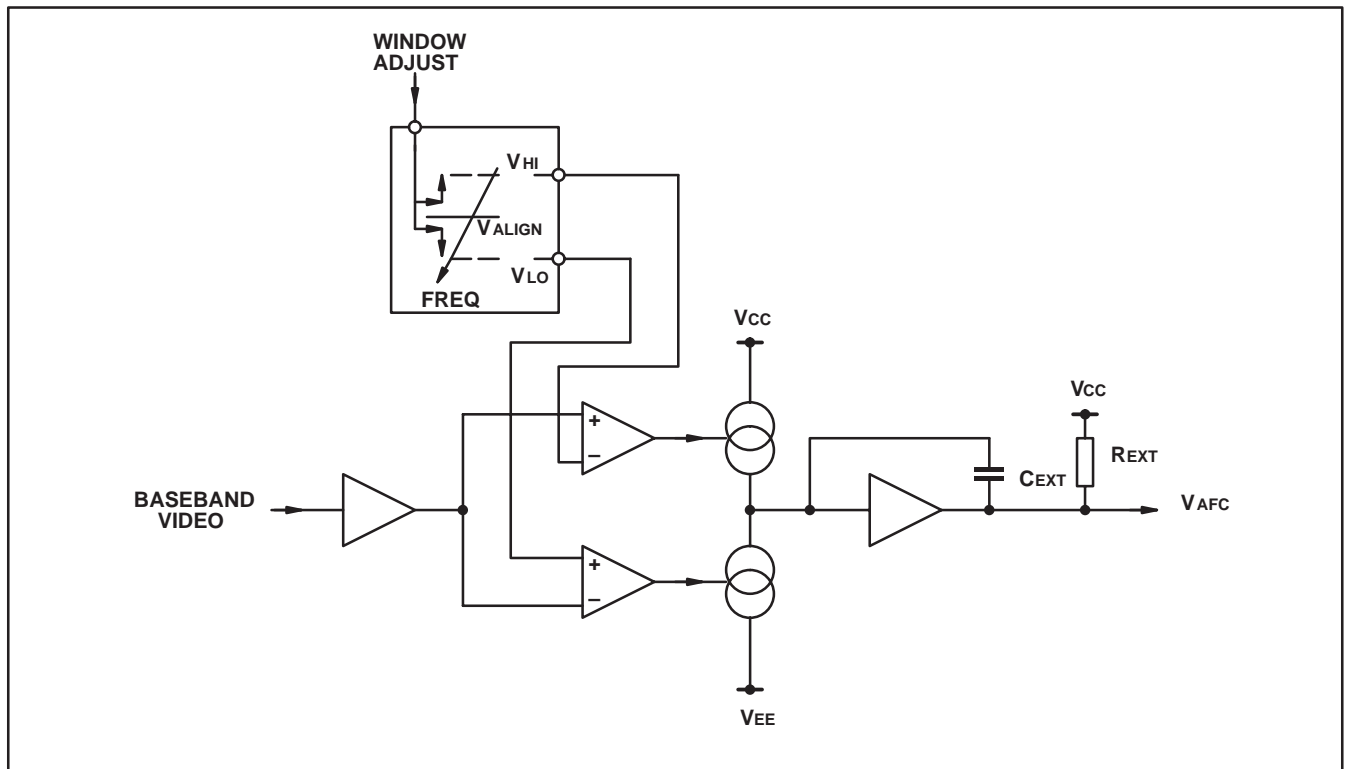 WINDOW
ADJUST
VHI
VALIGN
VLO
FREQ
VCC
VCC
+
−
REXT
CEXT
BASEBAND
VIDEO
VAFC
+
−
VEE